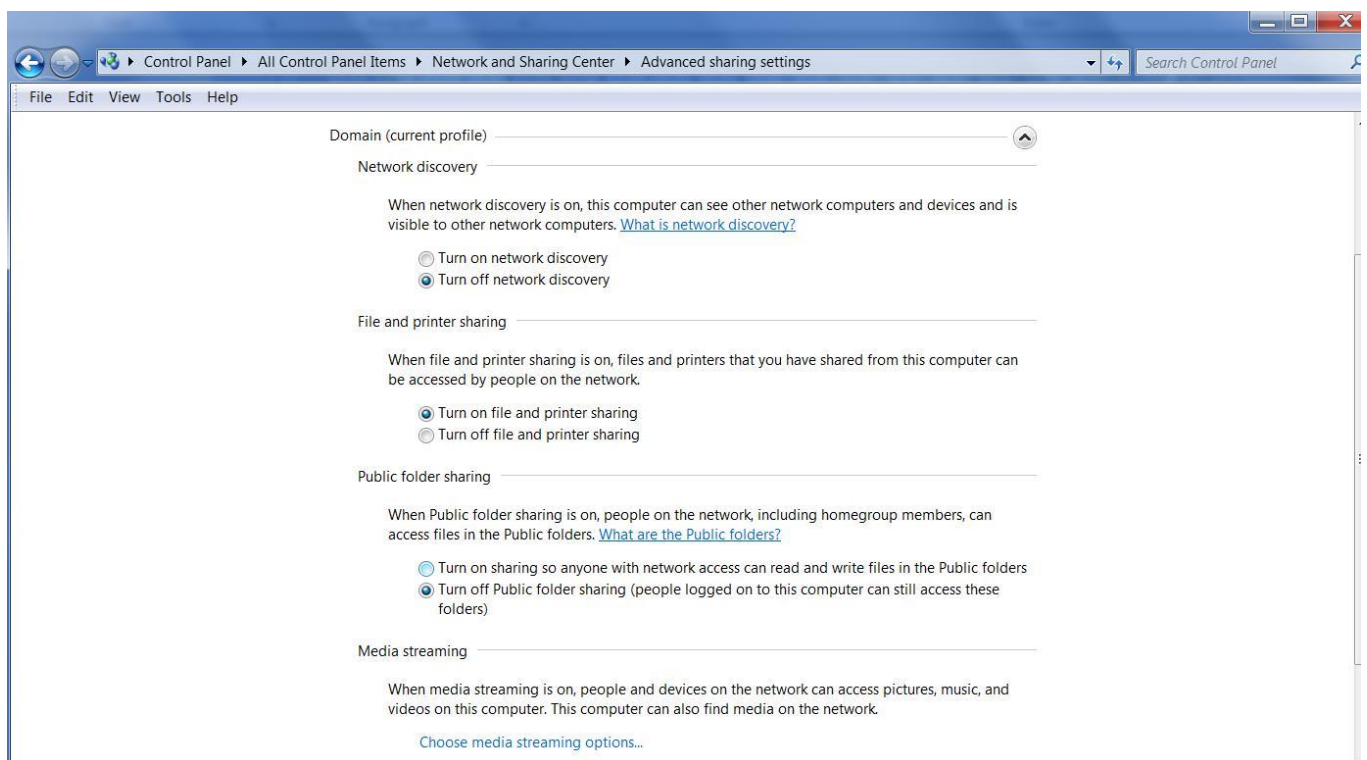 Control Panel ▸ All Control Panel Items ▸ Network and Sharing Center ▸ Advanced sharing settings
Search Control Panel
File Edit View Tools Help
Domain (current profile)
Network discovery
When network discovery is on, this computer can see other network computers and devices and is
visible to other network computers. What is network discovery?
Turn on network discovery
Turn off network discovery
File and printer sharing
When file and printer sharing is on, files and printers that you have shared from this computer can
be accessed by people on the network.
Turn on file and printer sharing
Turn off file and printer sharing
Public folder sharing
When Public folder sharing is on, people on the network, including homegroup members, can
access files in the Public folders. What are the Public folders?
Turn on sharing so anyone with network access can read and write files in the Public folders
Turn off Public folder sharing (people logged on to this computer can still access these
folders)
Media streaming
When media streaming is on, people and devices on the network can access pictures, music, and
videos on this computer. This computer can also find media on the network.
Choose media streaming options...